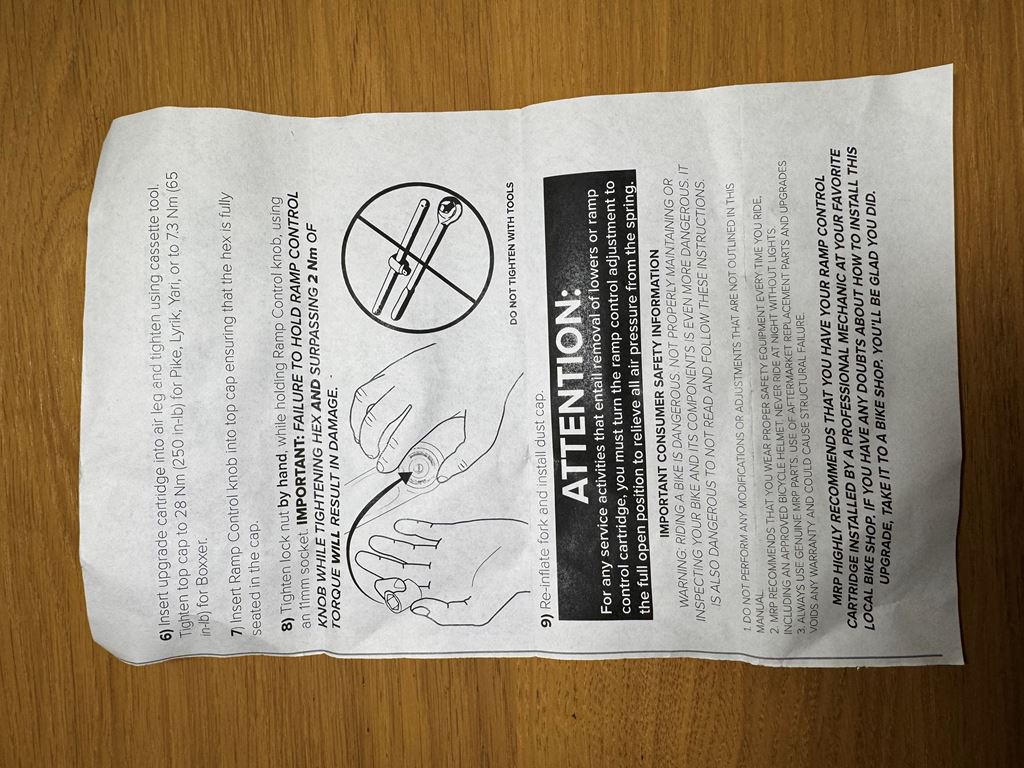 6) Insert upgrade cartridge into air leg and tighten using cassette tool.
Tighten top cap to 28 Nm (250 in-lb) for Pike, Lyrik, Yari, or to 7.3 Nm (65
in-lb) for Boxxer.
7) Insert Ramp Control knob into top cap ensuring that the hex is fully
seated in the cap.
8) Tighten lock nut by hand, while holding Ramp Control knob, using
an 11mm socket. IMPORTANT: FAILURE TO HOLD RAMP CONTROL
KNOB WHILE TIGHTENING HEX AND SURPASSING 2 Nm OF
TORQUE WILL RESULT IN DAMAGE.
DO NOT TIGHTEN WITH TOOLS
9) Re-inflate fork and install dust cap.
ATTENTION:
For any service activities that entail removal of lowers or ramp
control cartridge, you must turn the ramp control adjustment to
the full open position to relieve all air pressure from the spring.
IMPORTANT CONSUMER SAFETY INFORMATION
WARNING: RIDING A BIKE IS DANGEROUS. NOT PROPERLY MAINTAINING OR
INSPECTING YOUR BIKE AND ITS COMPONENTS IS EVEN MORE DANGEROUS. IT
IS ALSO DANGEROUS TO NOT READ AND FOLLOW THESE INSTRUCTIONS.
1. DO NOT PERFORM ANY MODIFICATIONS OR ADJUSTMENTS THAT ARE NOT OUTLINED IN THIS
MANUAL.
2. MRP RECOMMENDS THAT YOU WEAR PROPER SAFETY EQUIPMENT EVERY TIME YOU RIDE,
INCLUDING AN APPROVED BICYCLE HELMET. NEVER RIDE AT NIGHT WITHOUT LIGHTS.
3. ALWAYS USE GENUINE MRP PARTS. USE OF AFTERMARKET REPLACEMENT PARTS AND UPGRADES
VOIDS ANY WARRANTY AND COULD CAUSE STRUCTURAL FAILURE.
MRP HIGHLY RECOMMENDS THAT YOU HAVE YOUR RAMP CONTROL
CARTRIDGE INSTALLED BY A PROFESSIONAL MECHANIC AT YOUR FAVORITE
LOCAL BIKE SHOP. IF YOU HAVE ANY DOUBTS ABOUT HOW TO INSTALL THIS
UPGRADE, TAKE IT TO A BIKE SHOP. YOU'LL BE GLAD YOU DID.